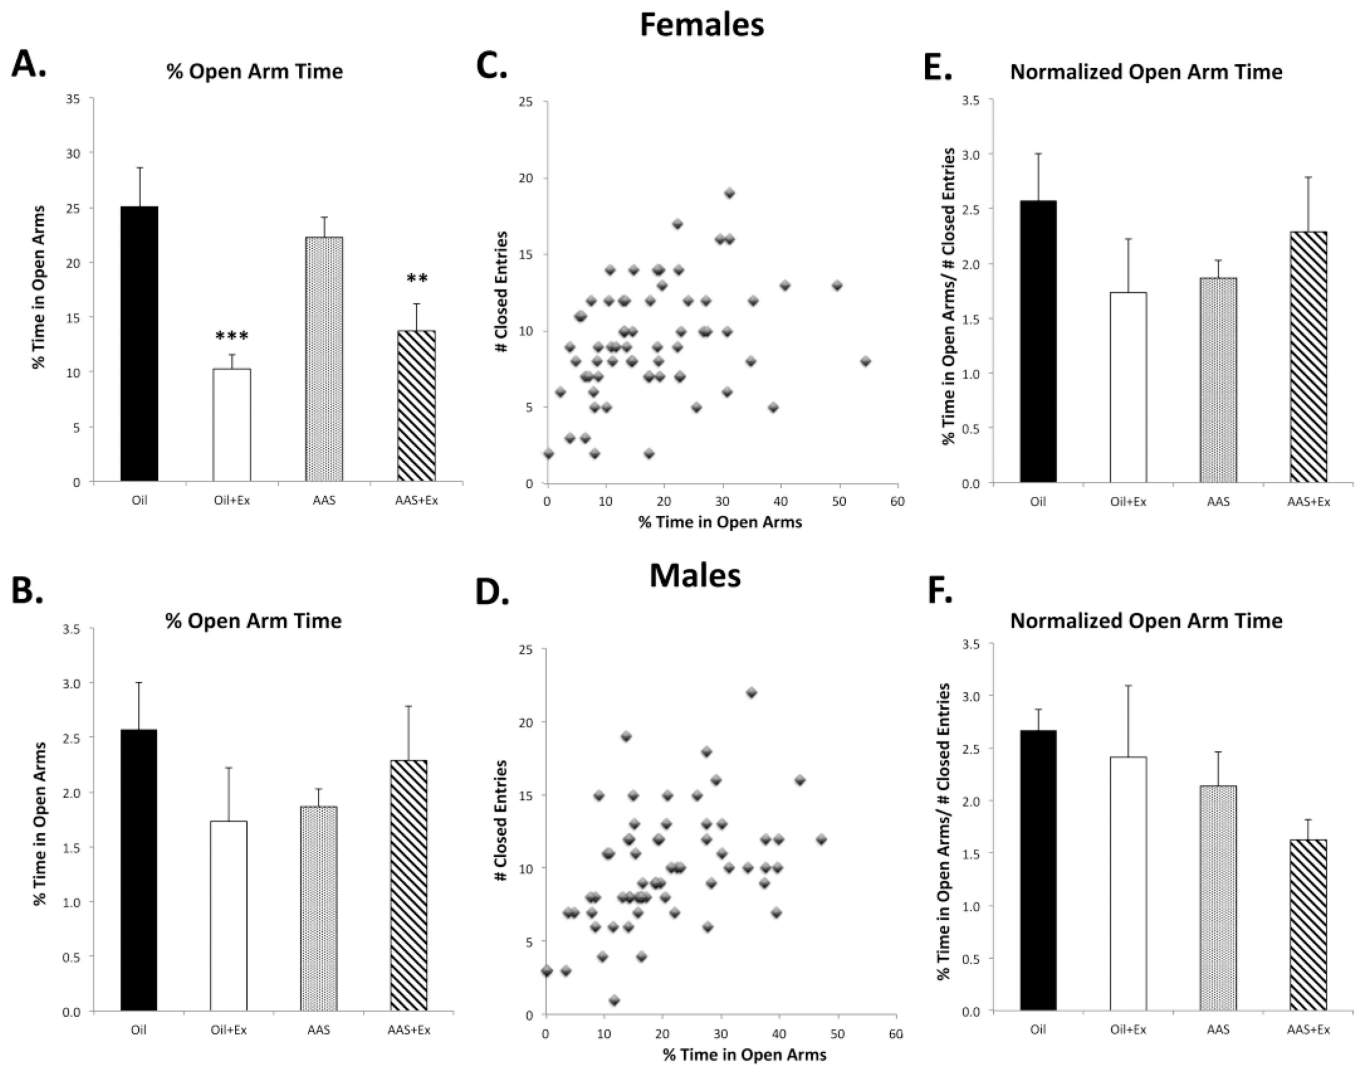 Females
A.
% Open Arm Time
% Time in Open Arms
35
30
25
20
15
10
5
0
***
**
Oil
Oil+Ex
AAS
AAS+Ex
C.
# Closed Entries
25
20
15
10
5
0
0
10
20
30
40
50
60
% Time in Open Arms
E.
Normalized Open Arm Time
% Time in Open Arms/ # Closed Entries
3.5
3.0
2.5
2.0
1.5
1.0
0.5
0.0
Oil
Oil+Ex
AAS
AAS+Ex
Males
B.
% Open Arm Time
% Time in Open Arms
3.5
3.0
2.5
2.0
1.5
1.0
0.5
0.0
Oil
Oil+Ex
AAS
AAS+Ex
D.
# Closed Entries
25
20
15
10
5
0
0
10
20
30
40
50
60
% Time in Open Arms
F.
Normalized Open Arm Time
% Time in Open Arms/ # Closed Entries
3.5
3.0
2.5
2.0
1.5
1.0
0.5
0.0
Oil
Oil+Ex
AAS
AAS+Ex